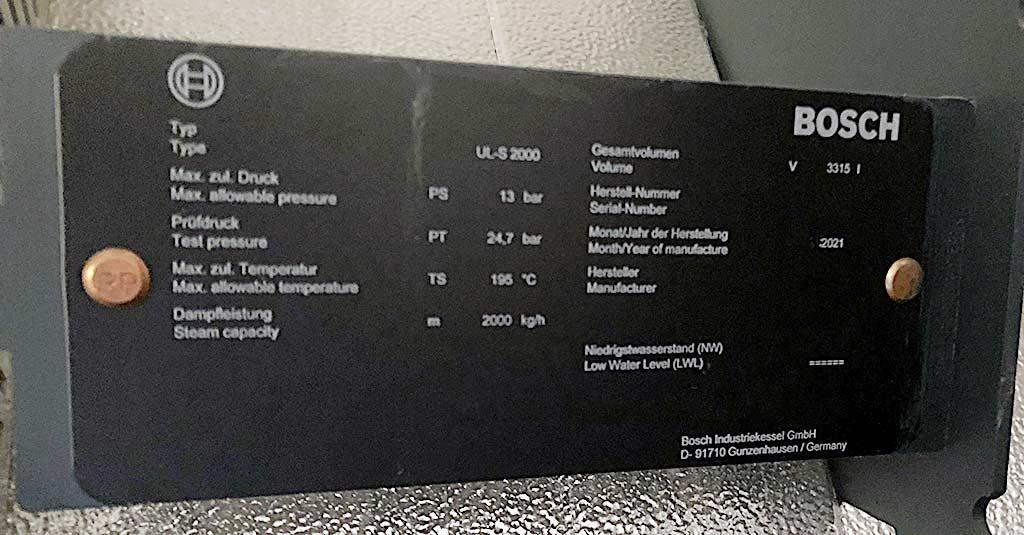 BOSCH
Typ
Type UL-S 2000
Max. zul. Druck
Max. allowable pressure PS 13 bar
Prüfdruck
Test pressure PT 24,7 bar
Max. zul. Temperatur
Max. allowable temperature TS 195 °C
Dampfleistung
Steam capacity m 2000 kg/h
Gesamtvolumen
Volume V 3315 l
Herstell-Nummer
Serial-Number
Monat/Jahr der Herstellung
Month/Year of manufacture 2021
Hersteller
Manufacturer
Niedrigstwasserstand (NW)
Low Water Level (LWL) ======
Bosch Industriekessel GmbH
D- 91710 Gunzenhausen / Germany